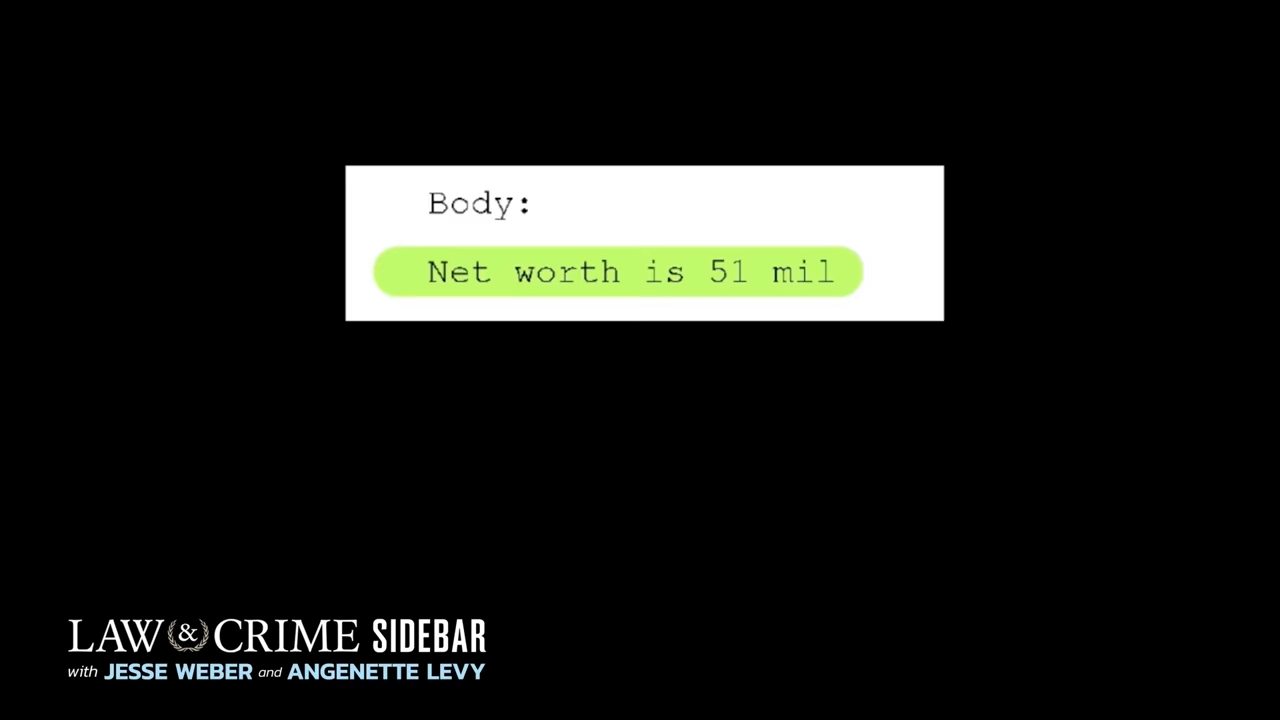 Body:
Net worth is 51 mil
LAW & CRIME SIDEBAR
with JESSE WEBER and ANGENETTE LEVY